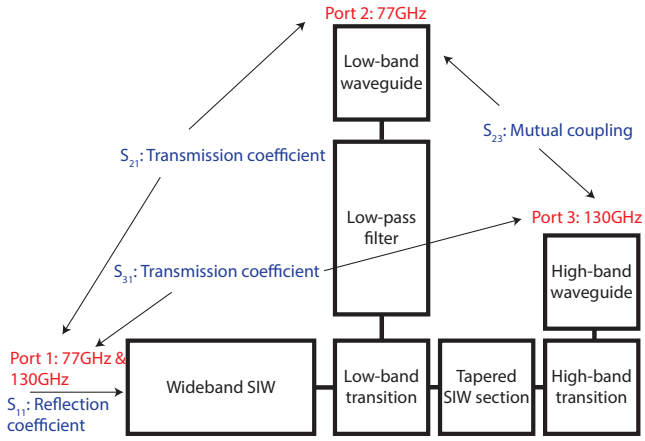 Port 2: 77GHz
Low-band
waveguide
S23: Mutual coupling
S21: Transmission coefficient
Low-pass
filter
Port 3: 130GHz
S31: Transmission coefficient
High-band
waveguide
Port 1: 77GHz &
130GHz
S11: Reflection
coefficient
Wideband SIW
Low-band
transition
Tapered
SIW section
High-band
transition